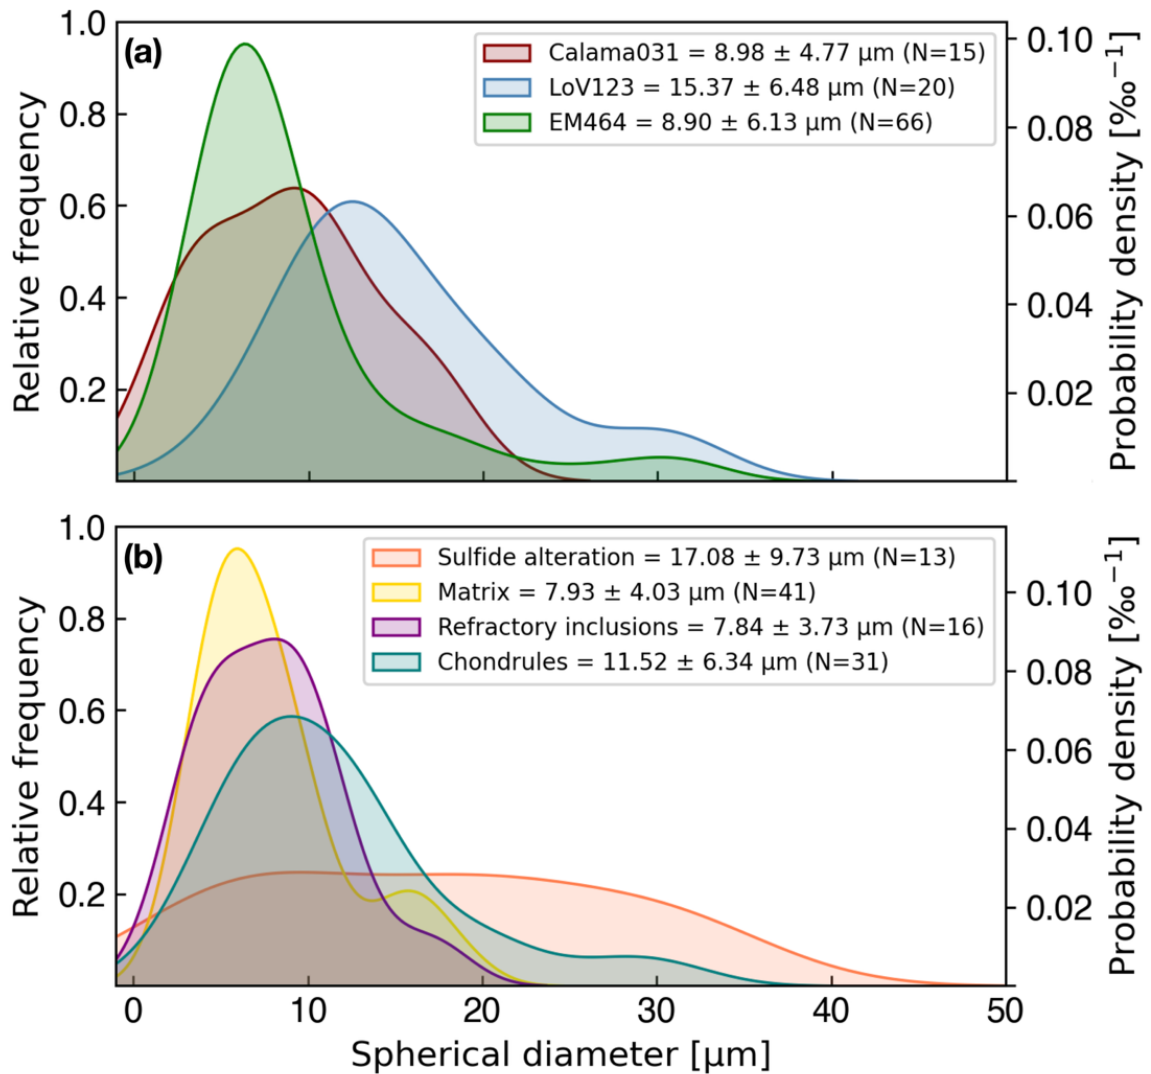 (a)
Calama031 = 8.98 ± 4.77 µm (N=15)
LoV123 = 15.37 ± 6.48 µm (N=20)
EM464 = 8.90 ± 6.13 µm (N=66)
1.0
0.8
0.6
0.4
0.2
Relative frequency
0.10
0.08
0.06
0.04
0.02
Probability density [‰⁻¹]
(b)
Sulfide alteration = 17.08 ± 9.73 µm (N=13)
Matrix = 7.93 ± 4.03 µm (N=41)
Refractory inclusions = 7.84 ± 3.73 µm (N=16)
Chondrules = 11.52 ± 6.34 µm (N=31)
1.0
0.8
0.6
0.4
0.2
Relative frequency
0.10
0.08
0.06
0.04
0.02
Probability density [‰⁻¹]
0 10 20 30 40 50
Spherical diameter [µm]